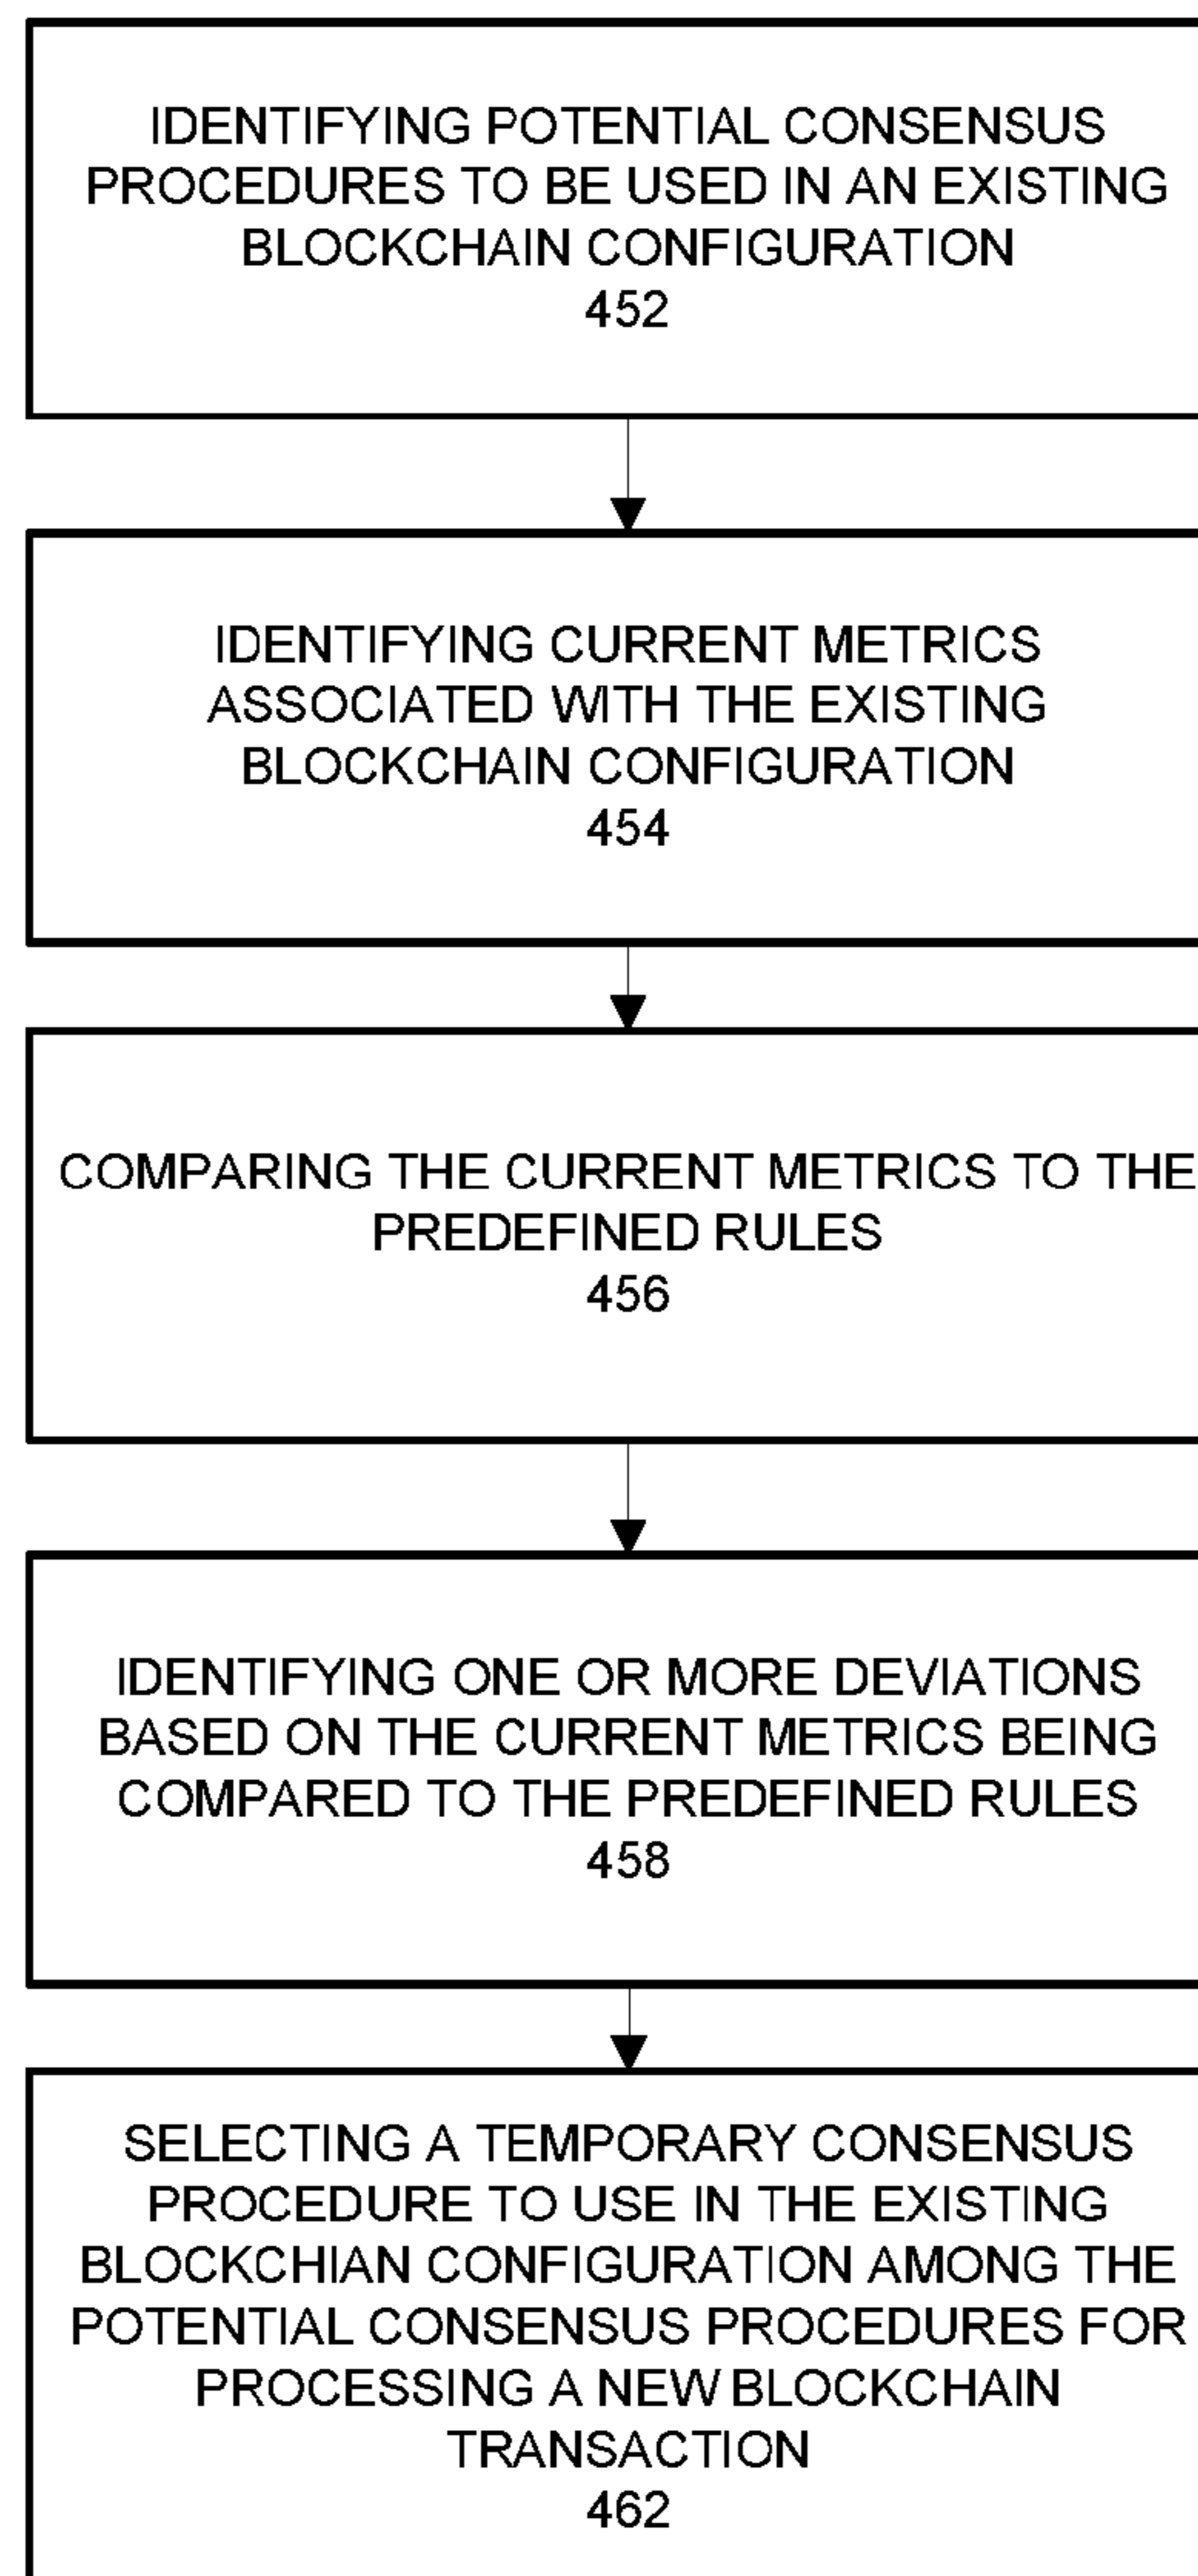 IDENTIFYING POTENTIAL CONSENSUS
PROCEDURES TO BE USED IN AN EXISTING
BLOCKCHAIN CONFIGURATION
452
IDENTIFYING CURRENT METRICS
ASSOCIATED WITH THE EXISTING
BLOCKCHAIN CONFIGURATION
454
COMPARING THE CURRENT METRICS TO THE
PREDEFINED RULES
456
IDENTIFYING ONE OR MORE DEVIATIONS
BASED ON THE CURRENT METRICS BEING
COMPARED TO THE PREDEFINED RULES
458
SELECTING A TEMPORARY CONSENSUS
PROCEDURE TO USE IN THE EXISTING
BLOCKCHIAN CONFIGURATION AMONG THE
POTENTIAL CONSENSUS PROCEDURES FOR
PROCESSING A NEW BLOCKCHAIN
TRANSACTION
462